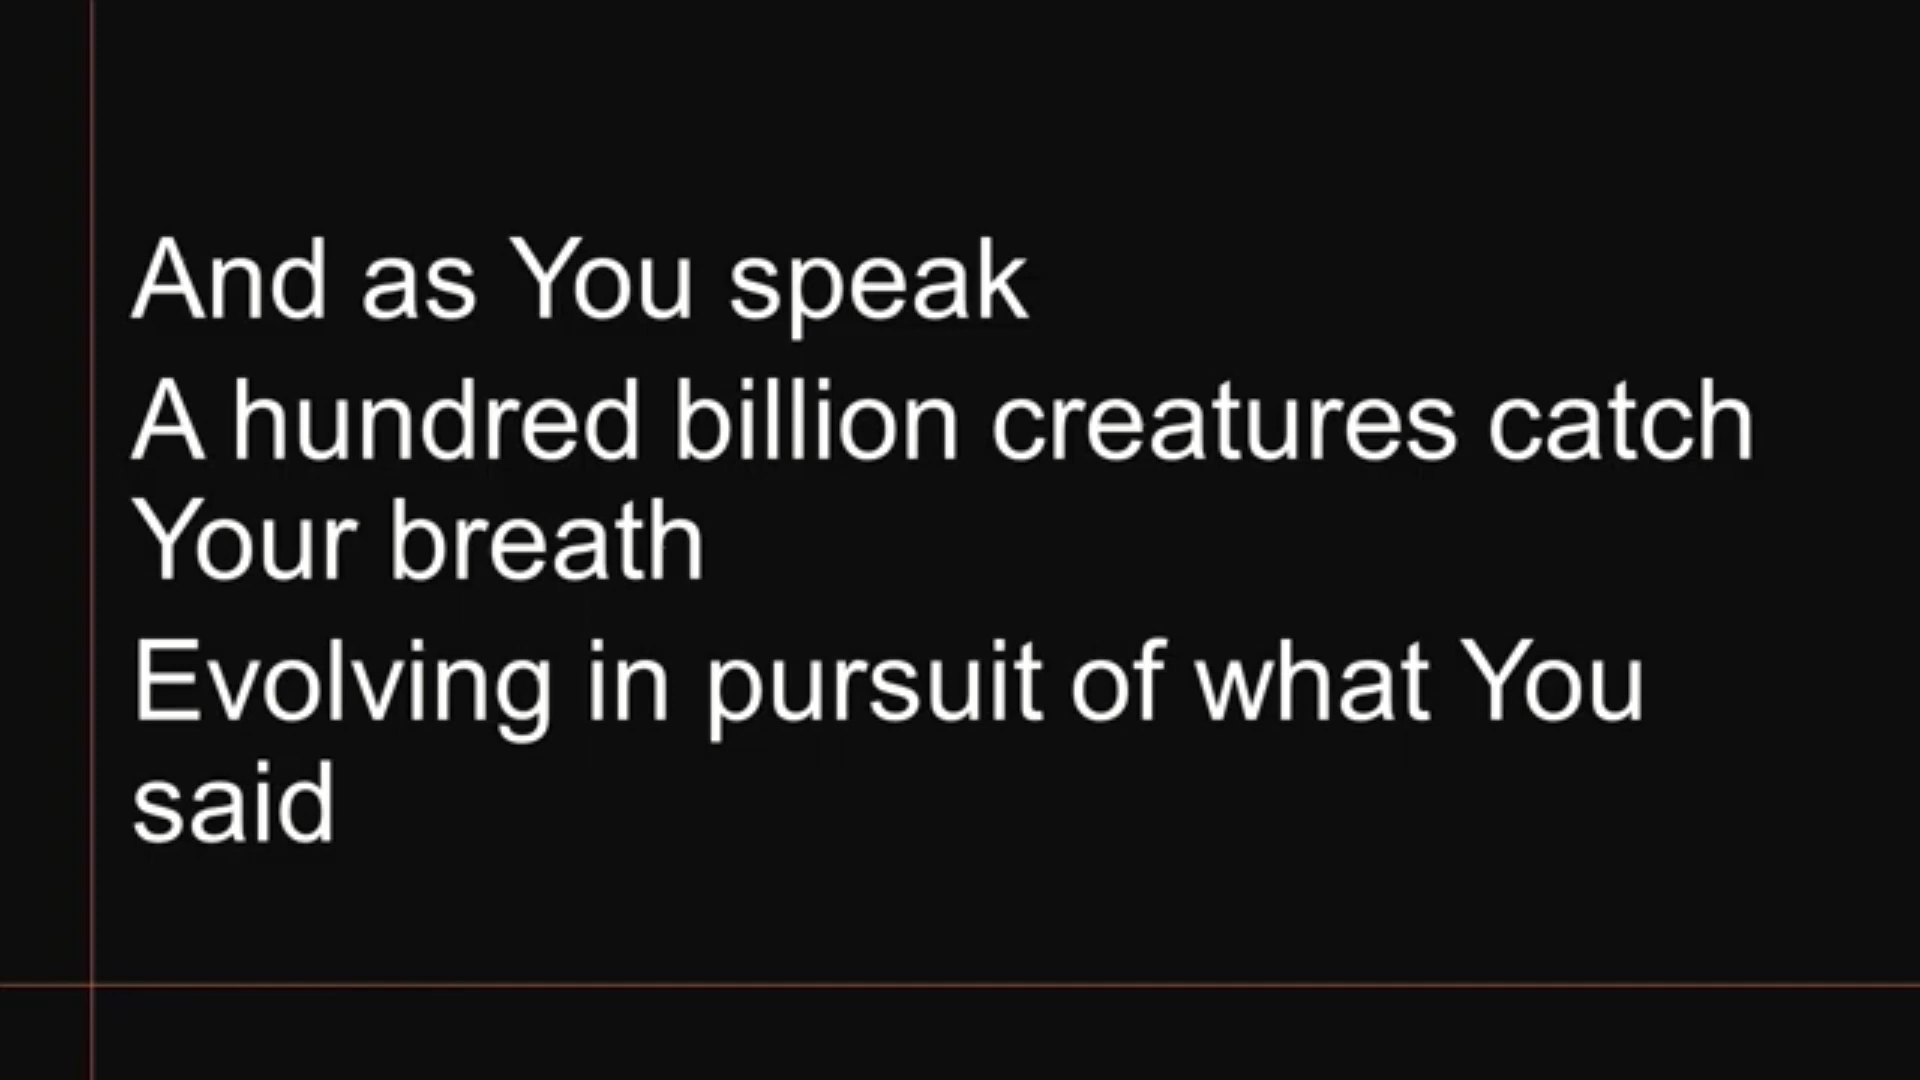 And as You speak
A hundred billion creatures catch
Your breath
Evolving in pursuit of what You
said